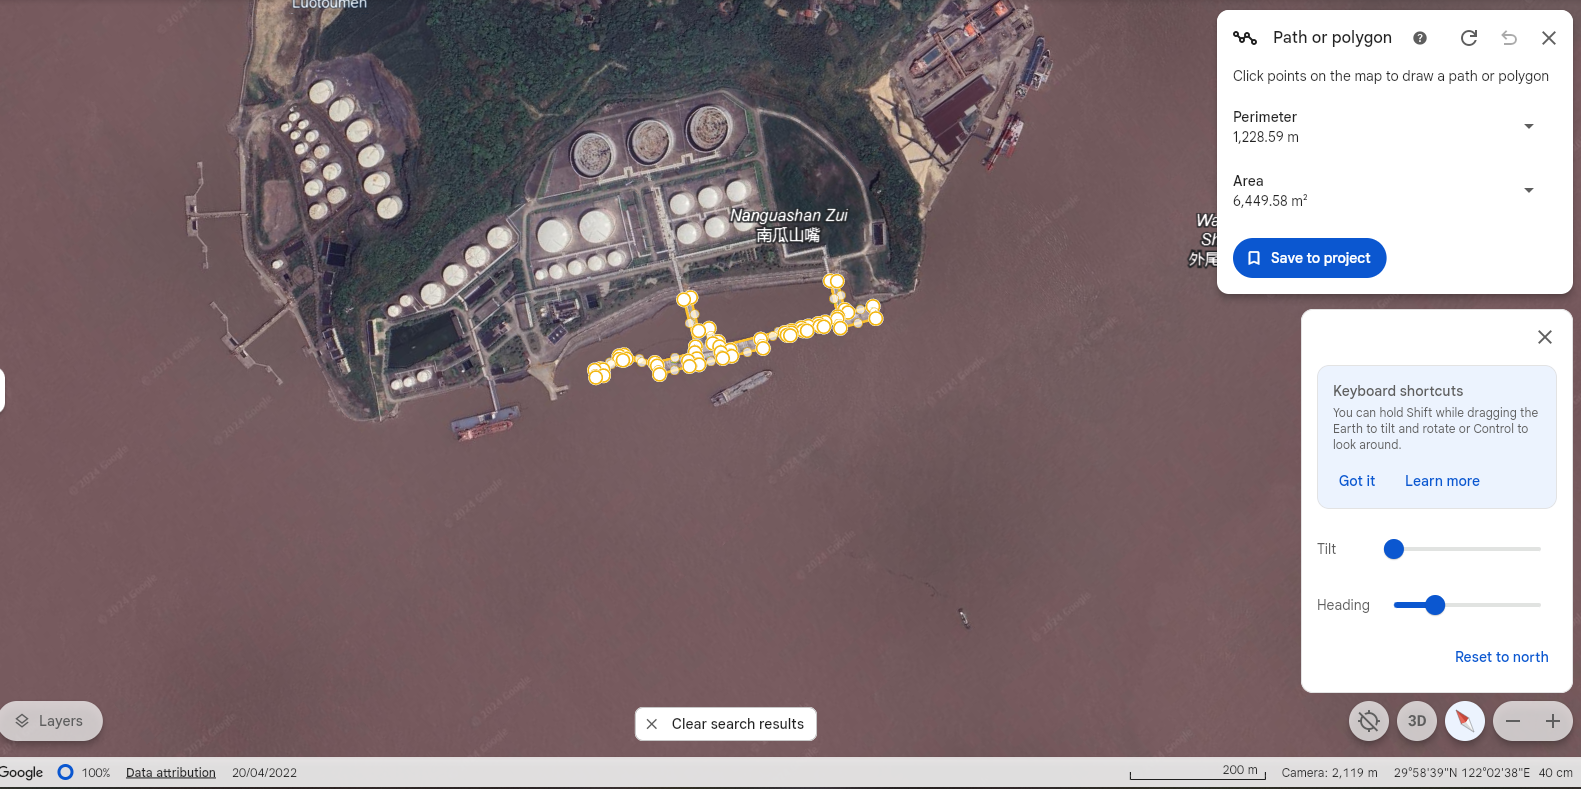 Luotoumen
Nanguashan Zui
南瓜山嘴
Wa
Sh
外尾
Path or polygon
Click points on the map to draw a path or polygon
Perimeter
1,228.59 m
Area
6,449.58 m²
Save to project
Keyboard shortcuts
You can hold Shift while dragging the
Earth to tilt and rotate or Control to
look around.
Got it Learn more
Tilt
Heading
Reset to north
Layers
Clear search results
3D
Google 100% Data attribution 20/04/2022
200 m Camera: 2,119 m 29°58'39"N 122°02'38"E 40 cm
© 2024 Google